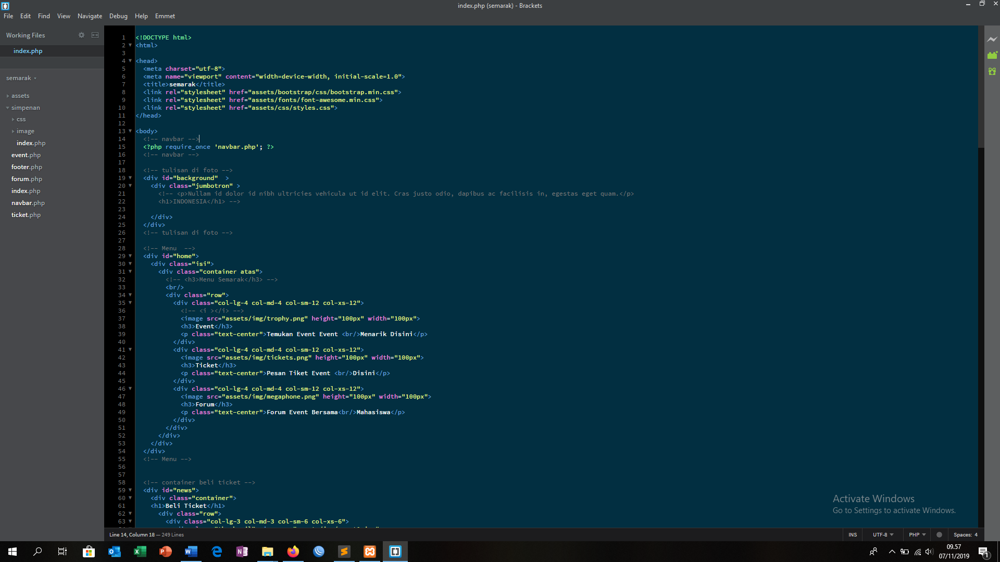 index.php (semarak) - Brackets
File Edit Find View Navigate Debug Help Emmet
Working Files
index.php
semarak
assets
simpenan
css
image
index.php
event.php
footer.php
forum.php
index.php
navbar.php
ticket.php
1 <!DOCTYPE html>
2 <html>
3
4 <head>
5 <meta charset="utf-8">
6 <meta name="viewport" content="width=device-width, initial-scale=1.0">
7 <title>semarak</title>
8 <link rel="stylesheet" href="assets/bootstrap/css/bootstrap.min.css">
9 <link rel="stylesheet" href="assets/fonts/font-awesome.min.css">
10 <link rel="stylesheet" href="assets/css/styles.css">
11 </head>
12
13 <body>
14 <!-- navbar -->
15 <?php require_once 'navbar.php'; ?>
16 <!-- navbar -->
17
18 <!-- tulisan di foto -->
19 <div id="background"  >
20 <div class="jumbotron" >
21 <!-- <p>Nullam id dolor id nibh ultricies vehicula ut id elit. Cras justo odio, dapibus ac facilisis in, egestas eget quam.</p>
22 <h1>INDONESIA</h1> -->
23
24 </div>
25 </div>
26 <!-- tulisan di foto -->
27
28 <!-- Menu  -->
29 <div id="home">
30 <div class="isi">
31 <div class="container atas">
32 <!-- <h3>Menu Semarak</h3> -->
33 <br/>
34 <div class="row">
35 <div class="col-lg-4 col-md-4 col-sm-12 col-xs-12">
36 <!-- <i ></i> -->
37 <image src="assets/img/trophy.png" height="100px" width="100px">
38 <h3>Event</h3>
39 <p class="text-center">Temukan Event Event <br/>Menarik Disini</p>
40 </div>
41 <div class="col-lg-4 col-md-4 col-sm-12 col-xs-12">
42 <image src="assets/img/tickets.png" height="100px" width="100px">
43 <h3>Ticket</h3>
44 <p class="text-center">Pesan Tiket Event <br/>Disini</p>
45 </div>
46 <div class="col-lg-4 col-md-4 col-sm-12 col-xs-12">
47 <image src="assets/img/megaphone.png" height="100px" width="100px">
48 <h3>Forum</h3>
49 <p class="text-center">Forum Event Bersama<br/>Mahasiswa</p>
50 </div>
51 </div>
52 </div>
53 </div>
54 </div>
55 <!-- Menu -->
56
57
58 <!-- container beli ticket -->
59 <div id="news">
60 <div class="container">
61 <h1>Beli Ticket</h1>
62 <div class="row">
63 <div class="col-lg-3 col-md-3 col-sm-6 col-xs-6">
Activate Windows
Go to Settings to activate Windows.
Line 14, Column 18 — 249 Lines
INS UTF-8 PHP Spaces: 4
09.57
07/11/2019
1